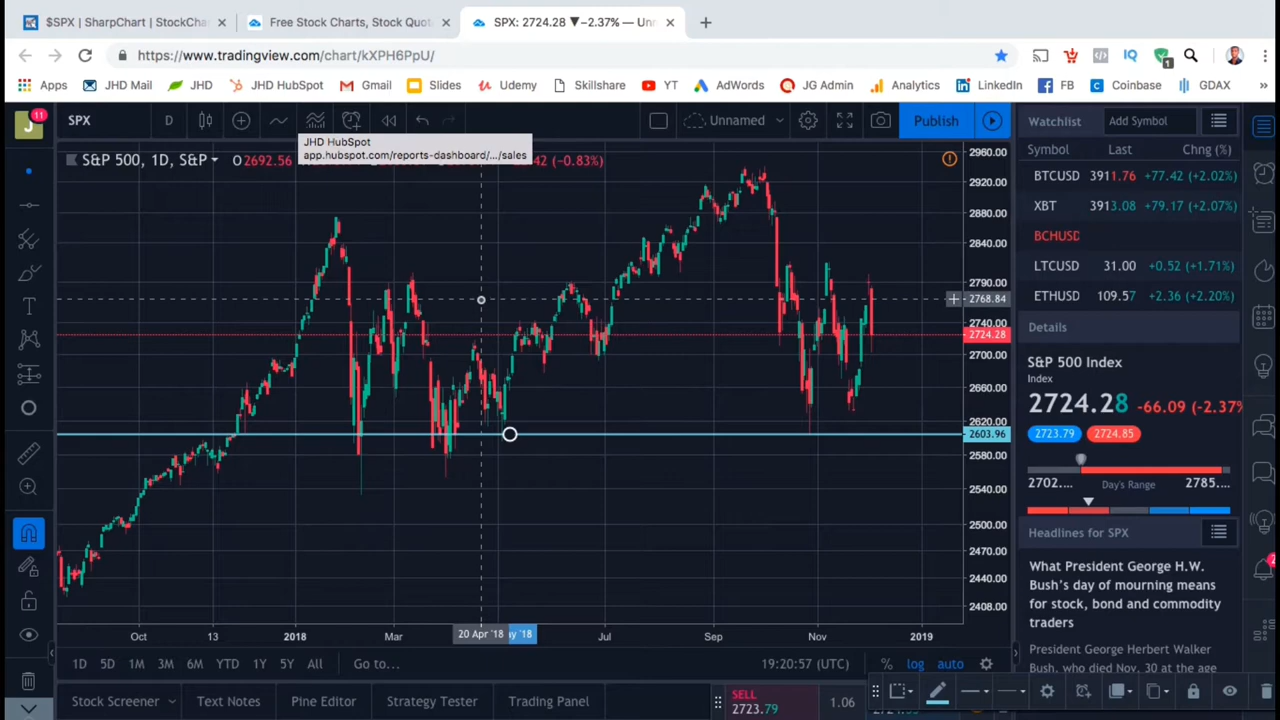 $SPX | SharpChart | StockCha
Free Stock Charts, Stock Quot
SPX: 2724.28 ▼−2.37% — Unn
https://www.tradingview.com/chart/kXPH6PpU/
1
Apps
JHD Mail
JHD
JHD HubSpot
Gmail
Slides
Udemy
Skillshare
YT
AdWords
JG Admin
Analytics
LinkedIn
FB
Coinbase
GDAX
»
J
11
SPX
D
Unnamed
Publish
Watchlist
Add Symbol
JHD HubSpot
app.hubspot.com/reports-dashboard/.../sales
S&P 500, 1D, S&P
O2692.56
42 (−0.83%)
Symbol
Last
Chng (%)
BTCUSD 3911.76 +77.42 (+2.02%)
XBT 3913.08 +79.17 (+2.07%)
BCHUSD
LTCUSD 31.00 +0.52 (+1.71%)
ETHUSD 109.57 +2.36 (+2.20%)
2960.00
2920.00
2880.00
2840.00
2790.00
2768.84
2740.00
2724.28
2700.00
2660.00
2620.00
2603.96
2580.00
2540.00
2500.00
2470.00
2440.00
2408.00
Details
S&P 500 Index
Index
2724.28 -66.09 (-2.37%
2723.79
2724.85
2702....
Day's Range
2785....
Headlines for SPX
What President George H.W.
Bush's day of mourning means
for stock, bond and commodity
traders
President George Herbert Walker
Bush, who died Nov. 30 at the age
Oct
13
2018
Mar
20 Apr '18
ay '18
Jul
Sep
Nov
2019
1D
5D
1M
3M
6M
YTD
1Y
5Y
All
Go to...
19:20:57 (UTC)
%
log
auto
Stock Screener
Text Notes
Pine Editor
Strategy Tester
Trading Panel
SELL
2723.79
1.06